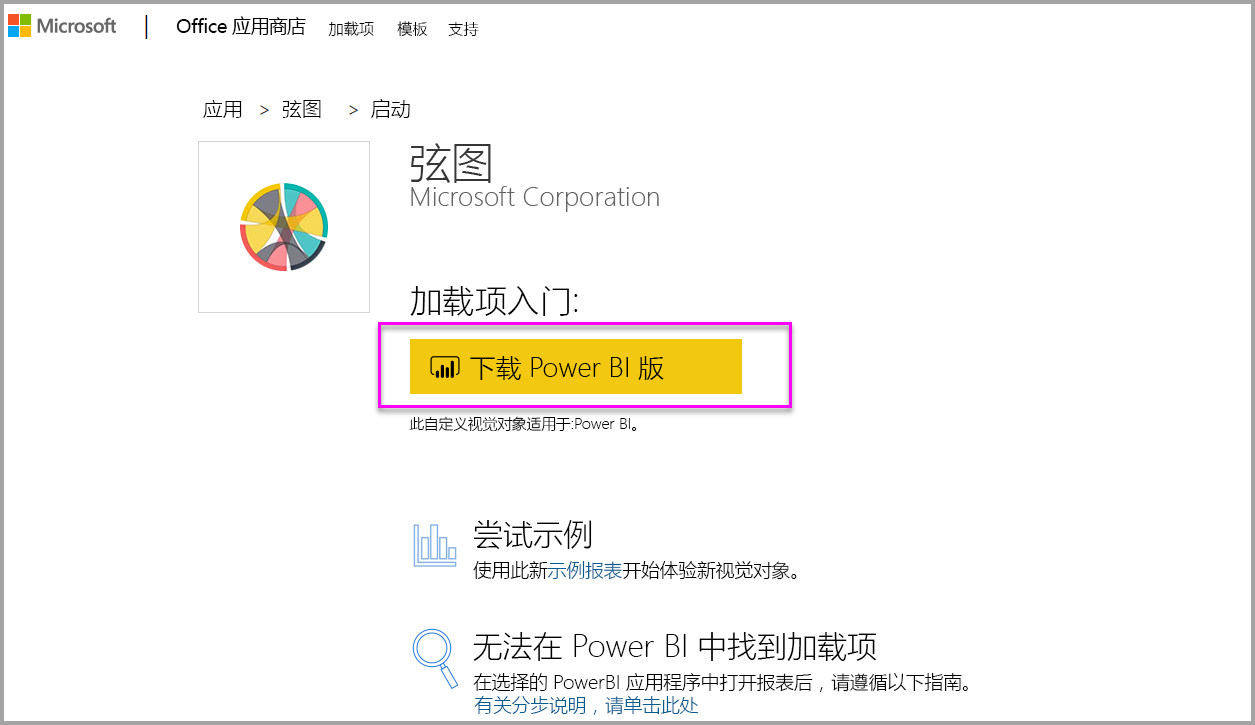 Microsoft | Office 应用商店 加载项 模板 支持
应用 > 弦图 > 启动
弦图
Microsoft Corporation
加载项入门:
下载 Power BI 版
此自定义视觉对象适用于:Power BI。
尝试示例
使用此新示例报表开始体验新视觉对象。
无法在 Power BI 中找到加载项
在选择的 PowerBI 应用程序中打开报表后，请遵循以下指南。
有关分步说明，请单击此处